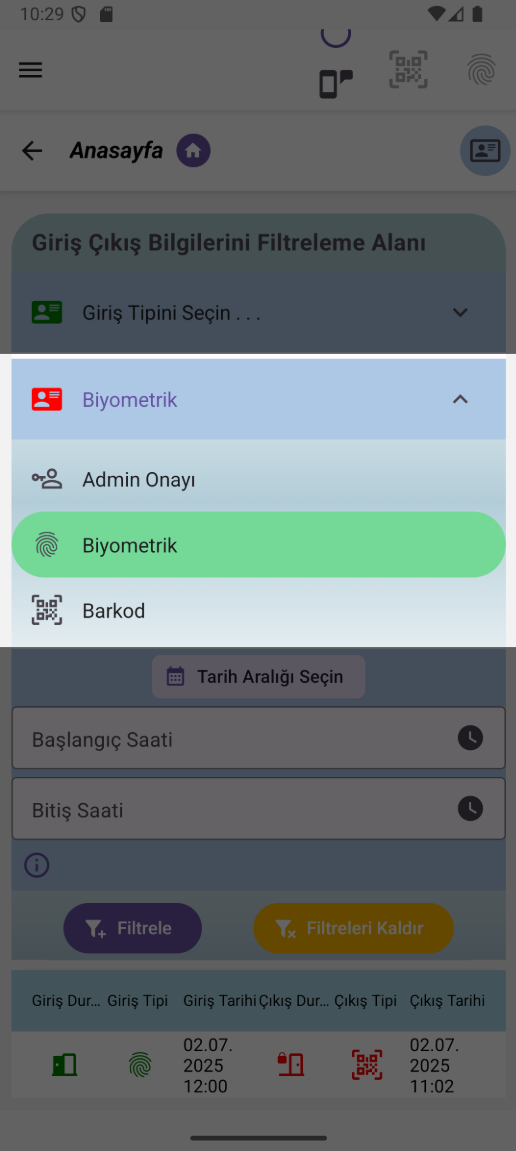 10:29
Anasayfa
Giriş Çıkış Bilgilerini Filtreleme Alanı
Giriş Tipini Seçin . . .
Biyometrik
Admin Onayı
Biyometrik
Barkod
Tarih Aralığı Seçin
Başlangıç Saati
Bitiş Saati
Filtrele
Filtreleri Kaldır
Giriş Dur... Giriş Tipi Giriş Tarihi Çıkış Dur... Çıkış Tipi Çıkış Tarihi
02.07. 02.07.
2025 2025
12:00 11:02